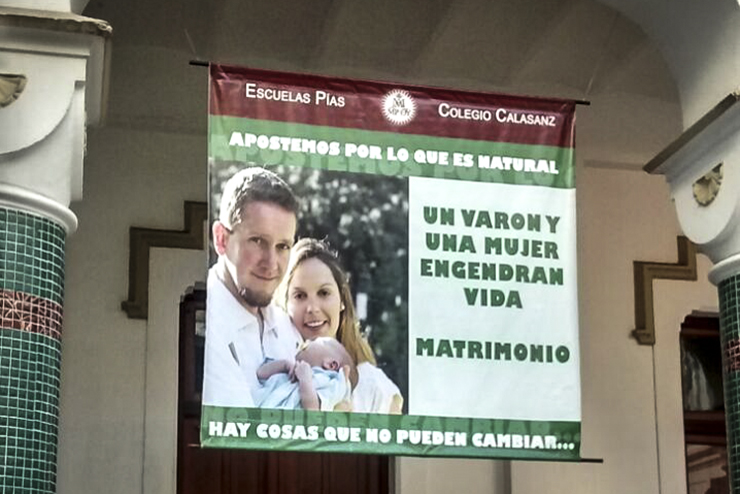 ESCUELAS PÍAS
COLEGIO CALASANZ
APOSTEMOS POR LO QUE ES NATURAL
UN VARON Y
UNA MUJER
ENGENDRAN
VIDA
MATRIMONIO
HAY COSAS QUE NO PUEDEN CAMBIAR...